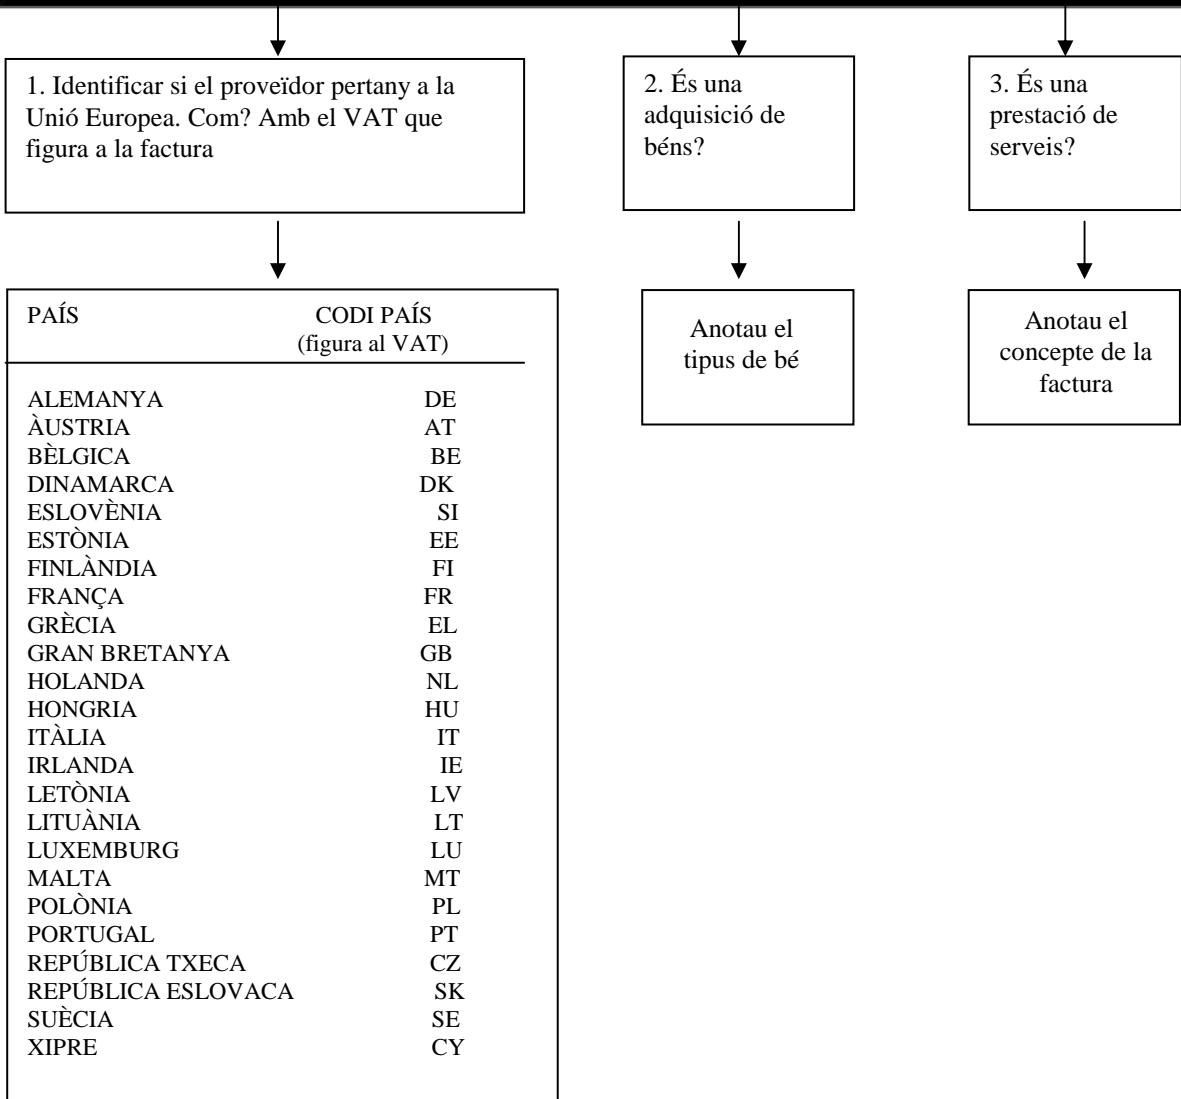 1. Identificar si el proveïdor pertany a la
Unió Europea. Com? Amb el VAT que
figura a la factura
2. És una
adquisició de
béns?
3. És una
prestació de
serveis?
PAÍS CODI PAÍS
(figura al VAT)
ALEMANYA DE
ÀUSTRIA AT
BÈLGICA BE
DINAMARCA DK
ESLOVÈNIA SI
ESTÒNIA EE
FINLÀNDIA FI
FRANÇA FR
GRÈCIA EL
GRAN BRETANYA GB
HOLANDA NL
HONGRIA HU
ITÀLIA IT
IRLANDA IE
LETÒNIA LV
LITUÀNIA LT
LUXEMBURG LU
MALTA MT
POLÒNIA PL
PORTUGAL PT
REPÚBLICA TXECA CZ
REPÚBLICA ESLOVACA SK
SUÈCIA SE
XIPRE CY
Anotau el
tipus de bé
Anotau el
concepte de la
factura